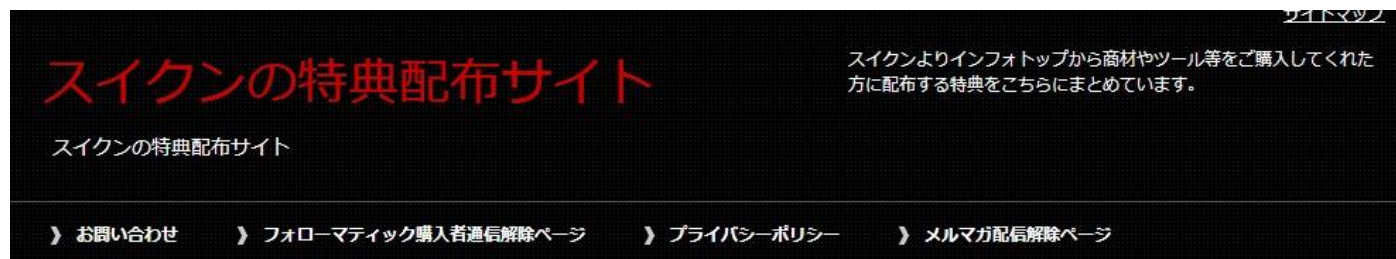 サイトマップ
スイクンの特典配布サイト
スイクンよりインフォトップから商材やツール等をご購入してくれた
方に配布する特典をこちらにまとめています。
スイクンの特典配布サイト
》 お問い合わせ 》 フォローマティック購入者通信解除ページ 》 プライバシーポリシー 》 メルマガ配信解除ページ